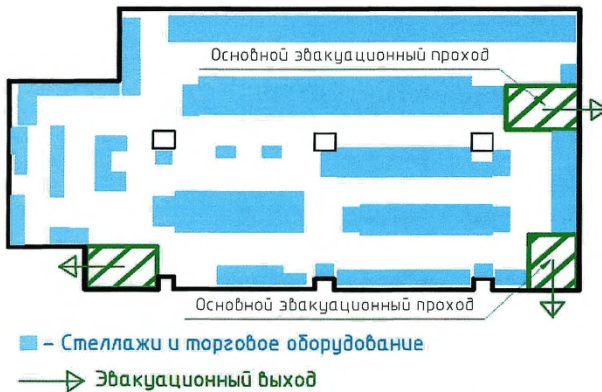 Основной эвакуационный проход
Основной эвакуационный проход
– Стеллажи и торговое оборудование
Эвакуационный выход